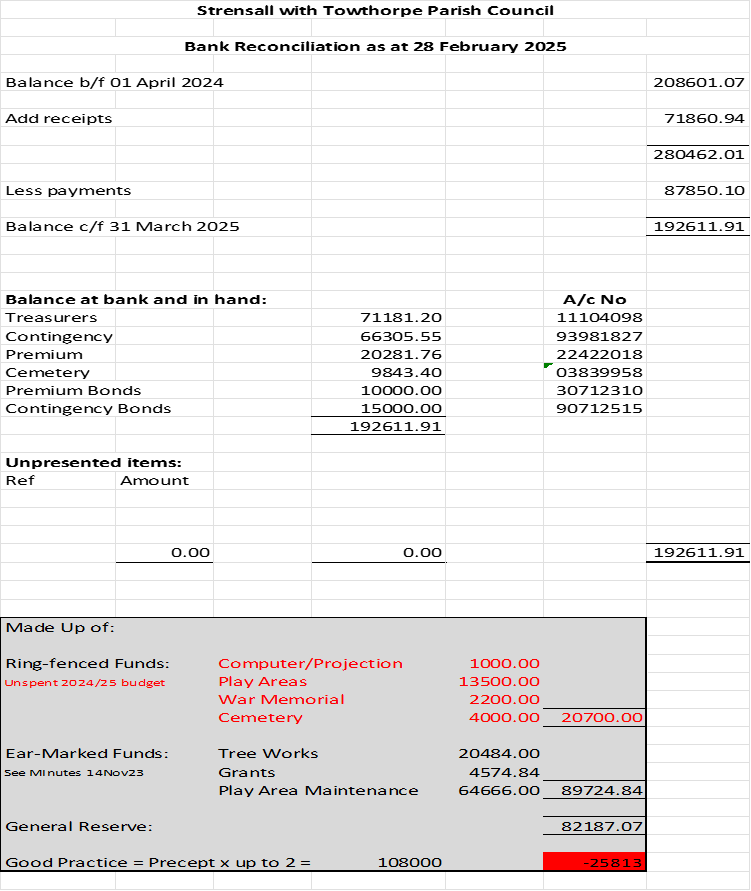 Strensall with Towthorpe Parish Council
Bank Reconciliation as at 28 February 2025
Balance b/f 01 April 2024 208601.07
Add receipts 71860.94
280462.01
Less payments 87850.10
Balance c/f 31 March 2025 192611.91
Balance at bank and in hand: A/c No
Treasurers 71181.20 11104098
Contingency 66305.55 93981827
Premium 20281.76 22422018
Cemetery 9843.40 03839958
Premium Bonds 10000.00 30712310
Contingency Bonds 15000.00 90712515
192611.91
Unpresented items:
Ref Amount
0.00 0.00 192611.91
Made Up of:
Ring-fenced Funds: Computer/Projection 1000.00
Unspent 2024/25 budget Play Areas 13500.00
War Memorial 2200.00
Cemetery 4000.00 20700.00
Ear-Marked Funds: Tree Works 20484.00
See Minutes 14Nov23 Grants 4574.84
Play Area Maintenance 64666.00 89724.84
General Reserve: 82187.07
Good Practice = Precept x up to 2 = 108000 -25813